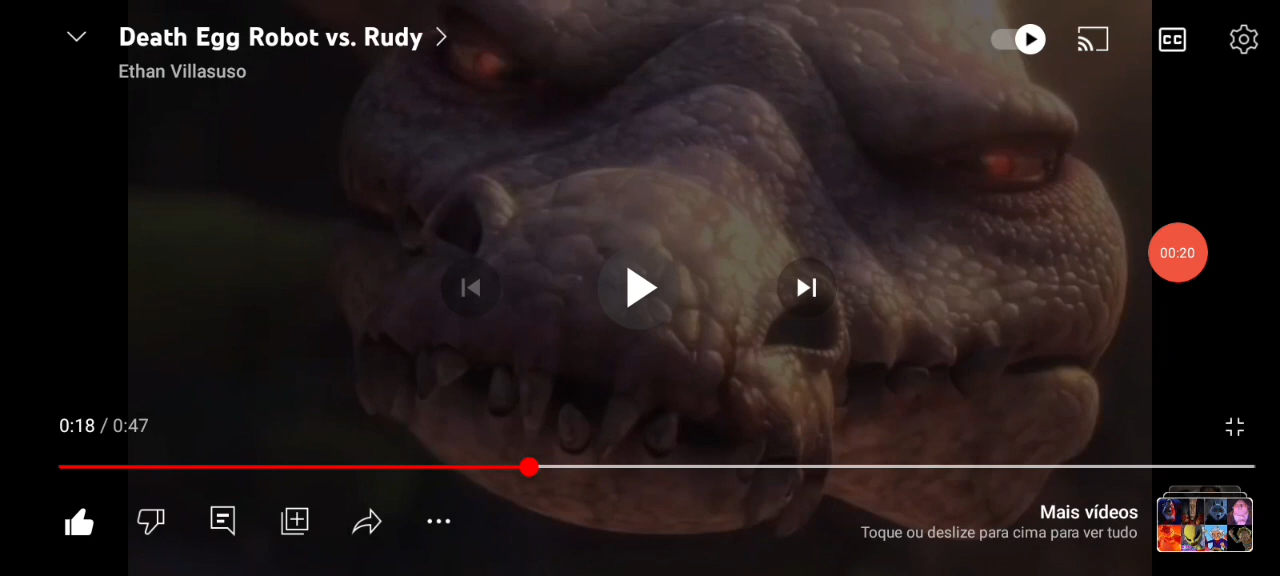 Death Egg Robot vs. Rudy
Ethan Villasuso
CC
00:20
0:18 / 0:47
Mais vídeos
Toque ou deslize para cima para ver tudo